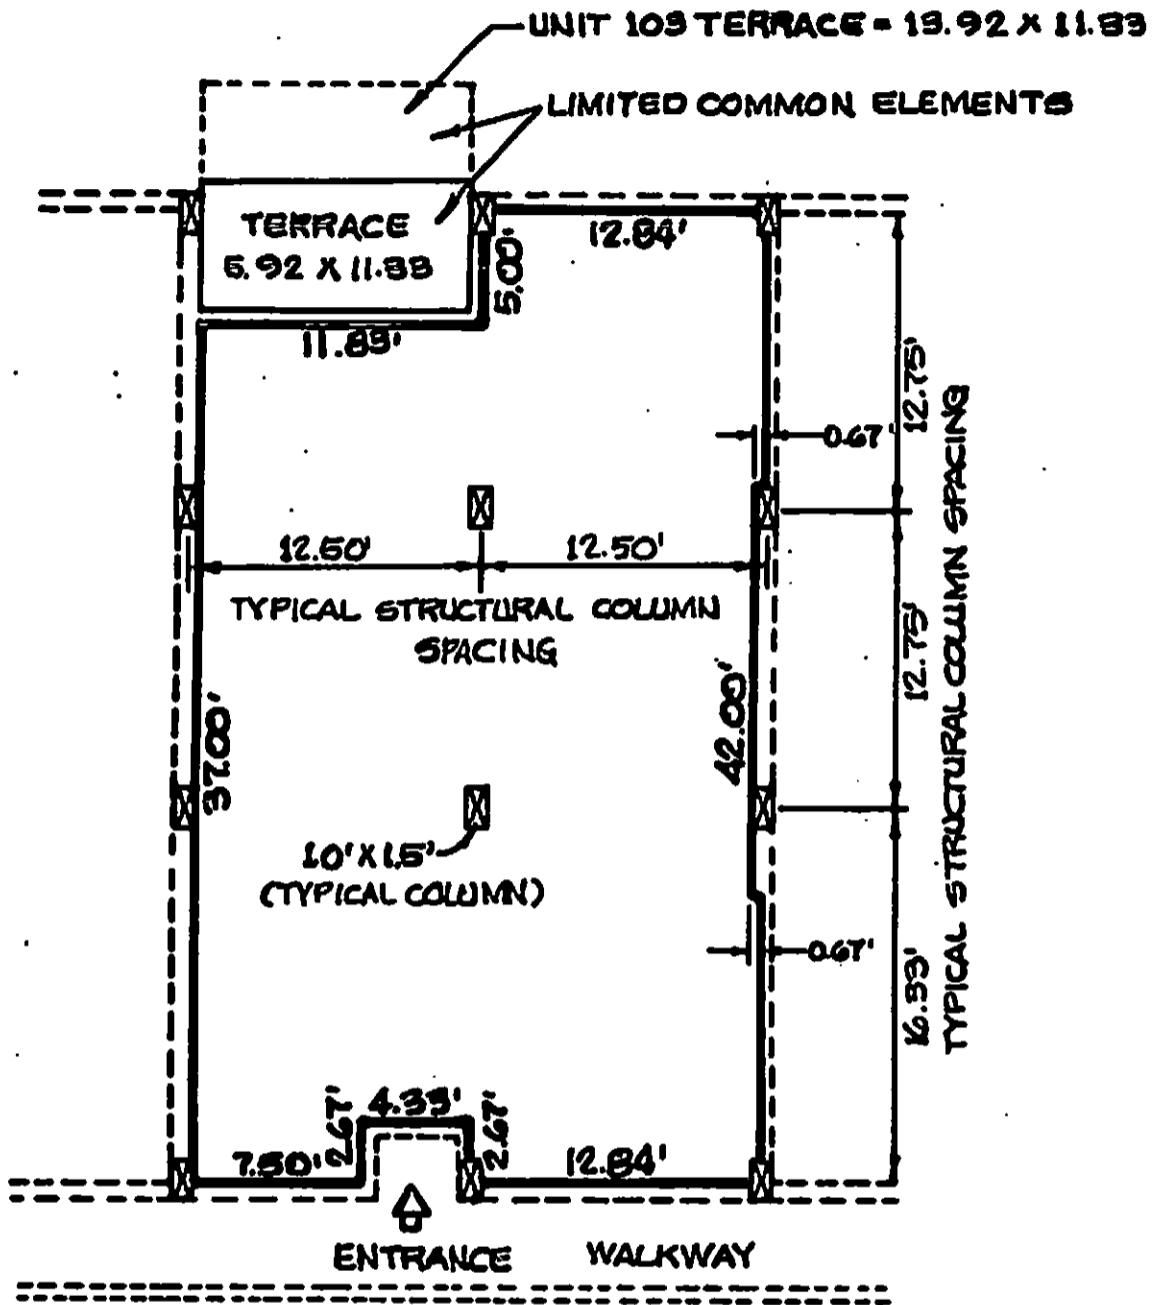 UNIT 103 TERRACE = 13.92 X 11.33
LIMITED COMMON ELEMENTS
TERRACE
5.92 X 11.33
12.84'
5.00'
11.83'
12.75'
0.67'
12.50'
12.50'
TYPICAL STRUCTURAL COLUMN
SPACING
12.75'
TYPICAL STRUCTURAL COLUMN SPACING
37.00'
42.00'
1.0' X 1.5'
(TYPICAL COLUMN)
0.67'
16.33'
4.33'
2.67'
2.67'
7.50'
12.84'
ENTRANCE
WALKWAY